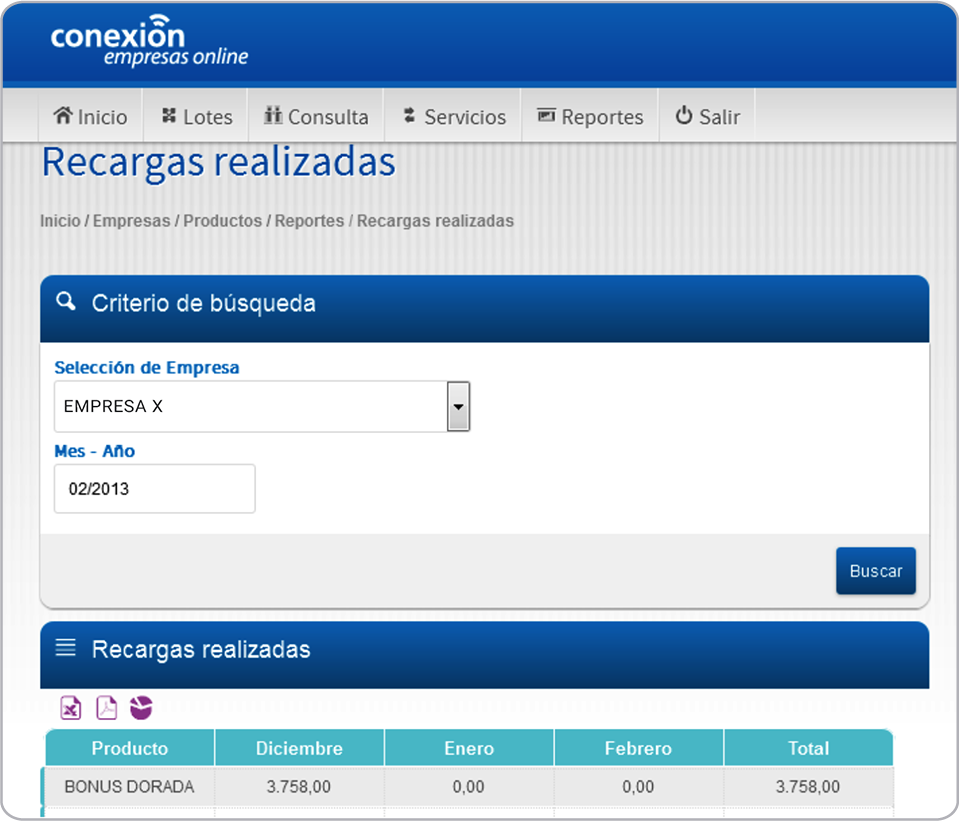 conexión
empresas online
Inicio Lotes Consulta Servicios Reportes Salir
Recargas realizadas
Inicio / Empresas / Productos / Reportes / Recargas realizadas
Criterio de búsqueda
Selección de Empresa
EMPRESA X
Mes - Año
02/2013
Buscar
Recargas realizadas
Producto Diciembre Enero Febrero Total
BONUS DORADA 3.758,00 0,00 0,00 3.758,00